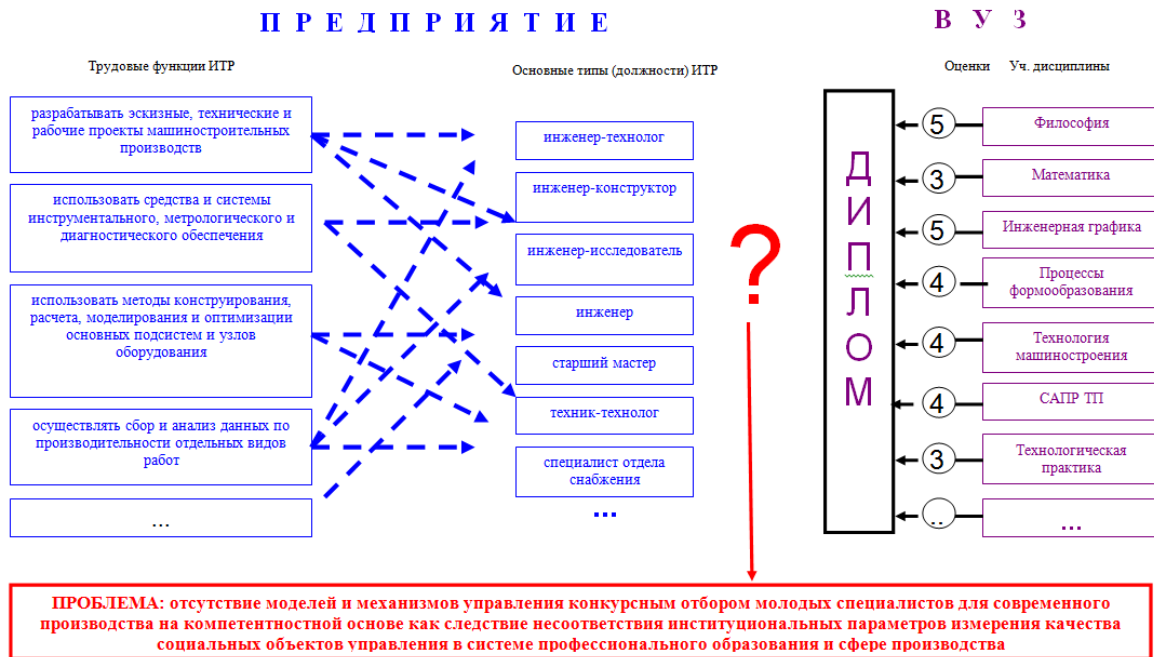 П Р Е Д П Р И Я Т И Е
В У З
Трудовые функции ИТР
Основные типы (должности) ИТР
Оценки Уч. дисциплины
разрабатывать эскизные, технические и
рабочие проекты машиностроительных
производств
использовать средства и системы
инструментального, метрологического и
диагностического обеспечения
использовать методы конструирования,
расчета, моделирования и оптимизации
основных подсистем и узлов
оборудования
осуществлять сбор и анализ данных по
производительности отдельных видов
работ
...
инженер-технолог
инженер-конструктор
инженер-исследователь
инженер
старший мастер
техник-технолог
специалист отдела
снабжения
...
?
Д
И
П
Л
О
М
5 Философия
3 Математика
5 Инженерная графика
4 Процессы
формообразования
4 Технология
машиностроения
4 САПР ТП
3 Технологическая
практика
.. ...
ПРОБЛЕМА: отсутствие моделей и механизмов управления конкурсным отбором молодых специалистов для современного
производства на компетентностной основе как следствие несоответствия институциональных параметров измерения качества
социальных объектов управления в системе профессионального образования и сфере производства